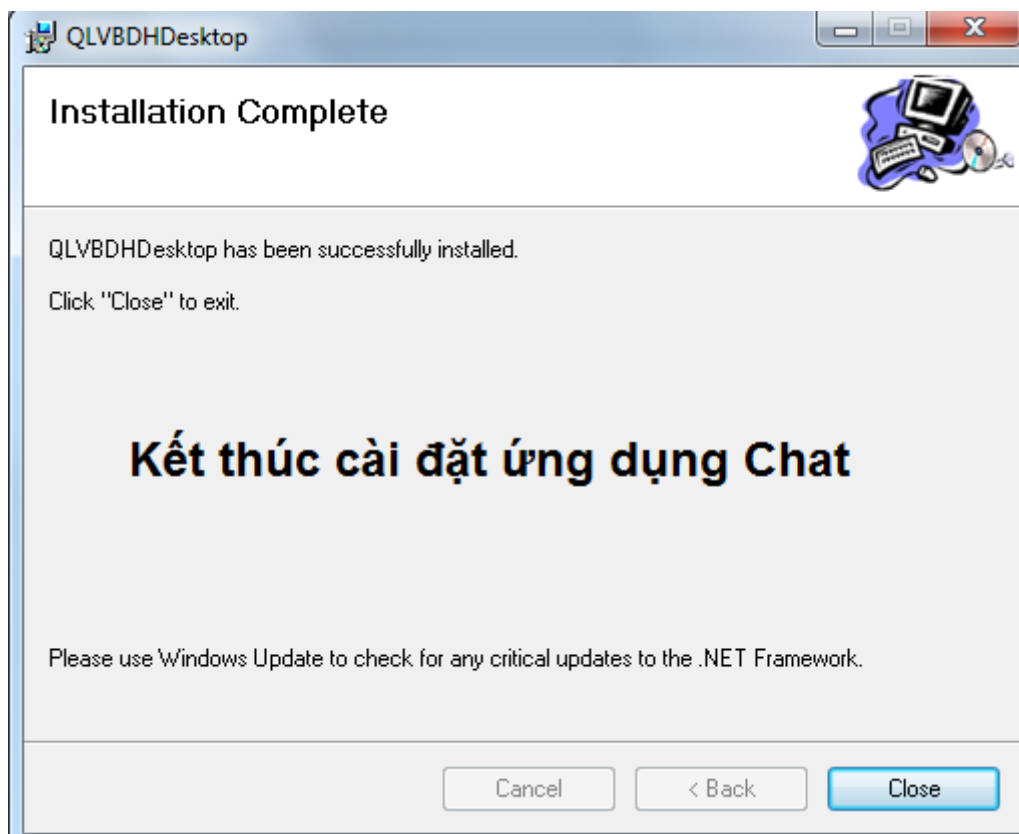 QLVBDHDesktop
Installation Complete
QLVBDHDesktop has been successfully installed.
Click "Close" to exit.
Kết thúc cài đặt ứng dụng Chat
Please use Windows Update to check for any critical updates to the .NET Framework.
Cancel
< Back
Close